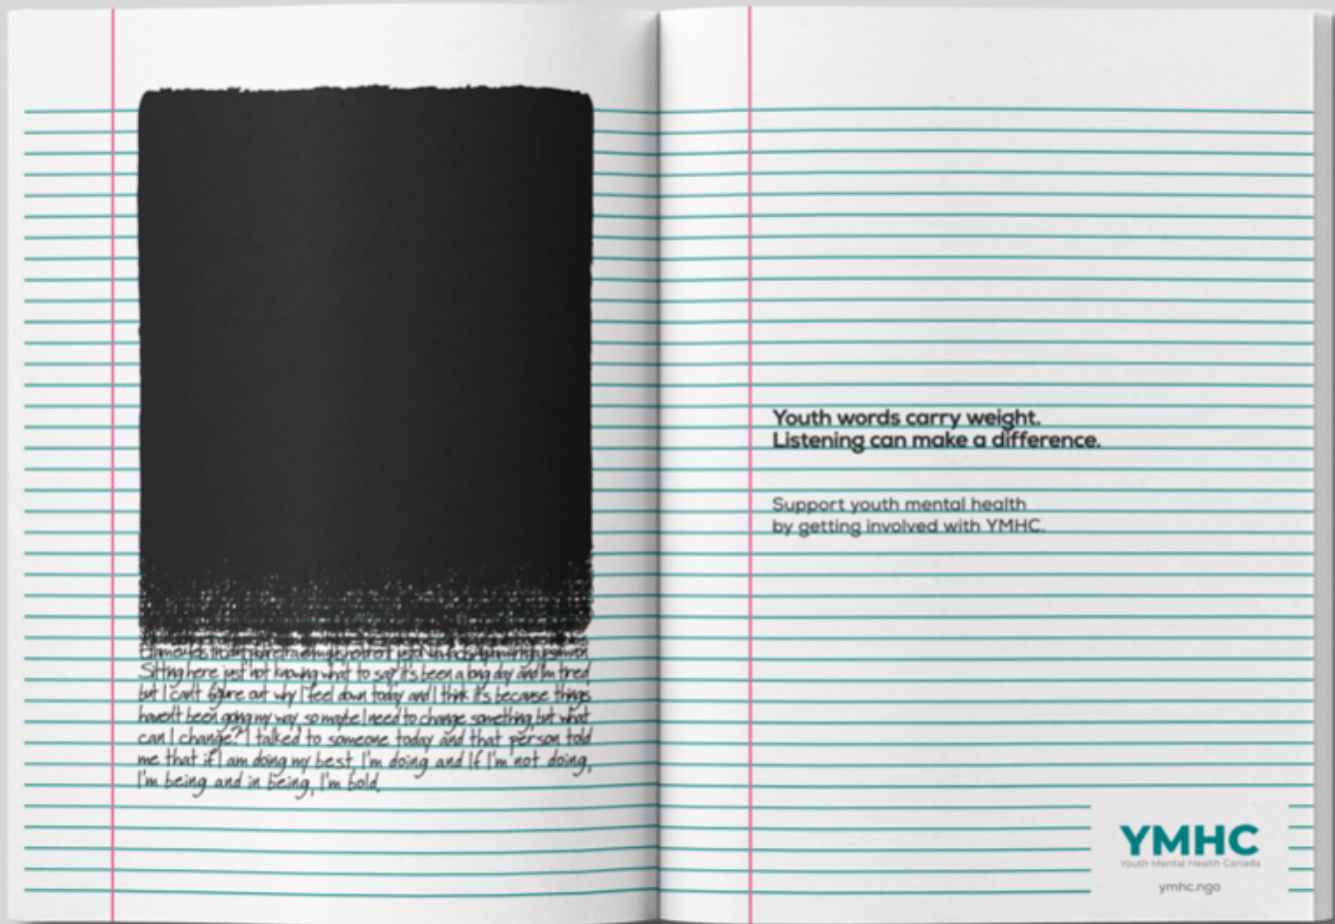 Sitting here just not knowing what to say it's been a long day and I'm tired
but I can't figure out why I feel down today and I think it's because things
haven't been going my way, so maybe I need to change something, but what
can I change? I talked to someone today and that person told
me that if I am doing my best, I'm doing and If I'm not doing,
I'm being and in being, I'm bold.
Youth words carry weight.
Listening can make a difference.
Support youth mental health
by getting involved with YMHC.
YMHC
Youth Mental Health Canada
ymhc.ngo